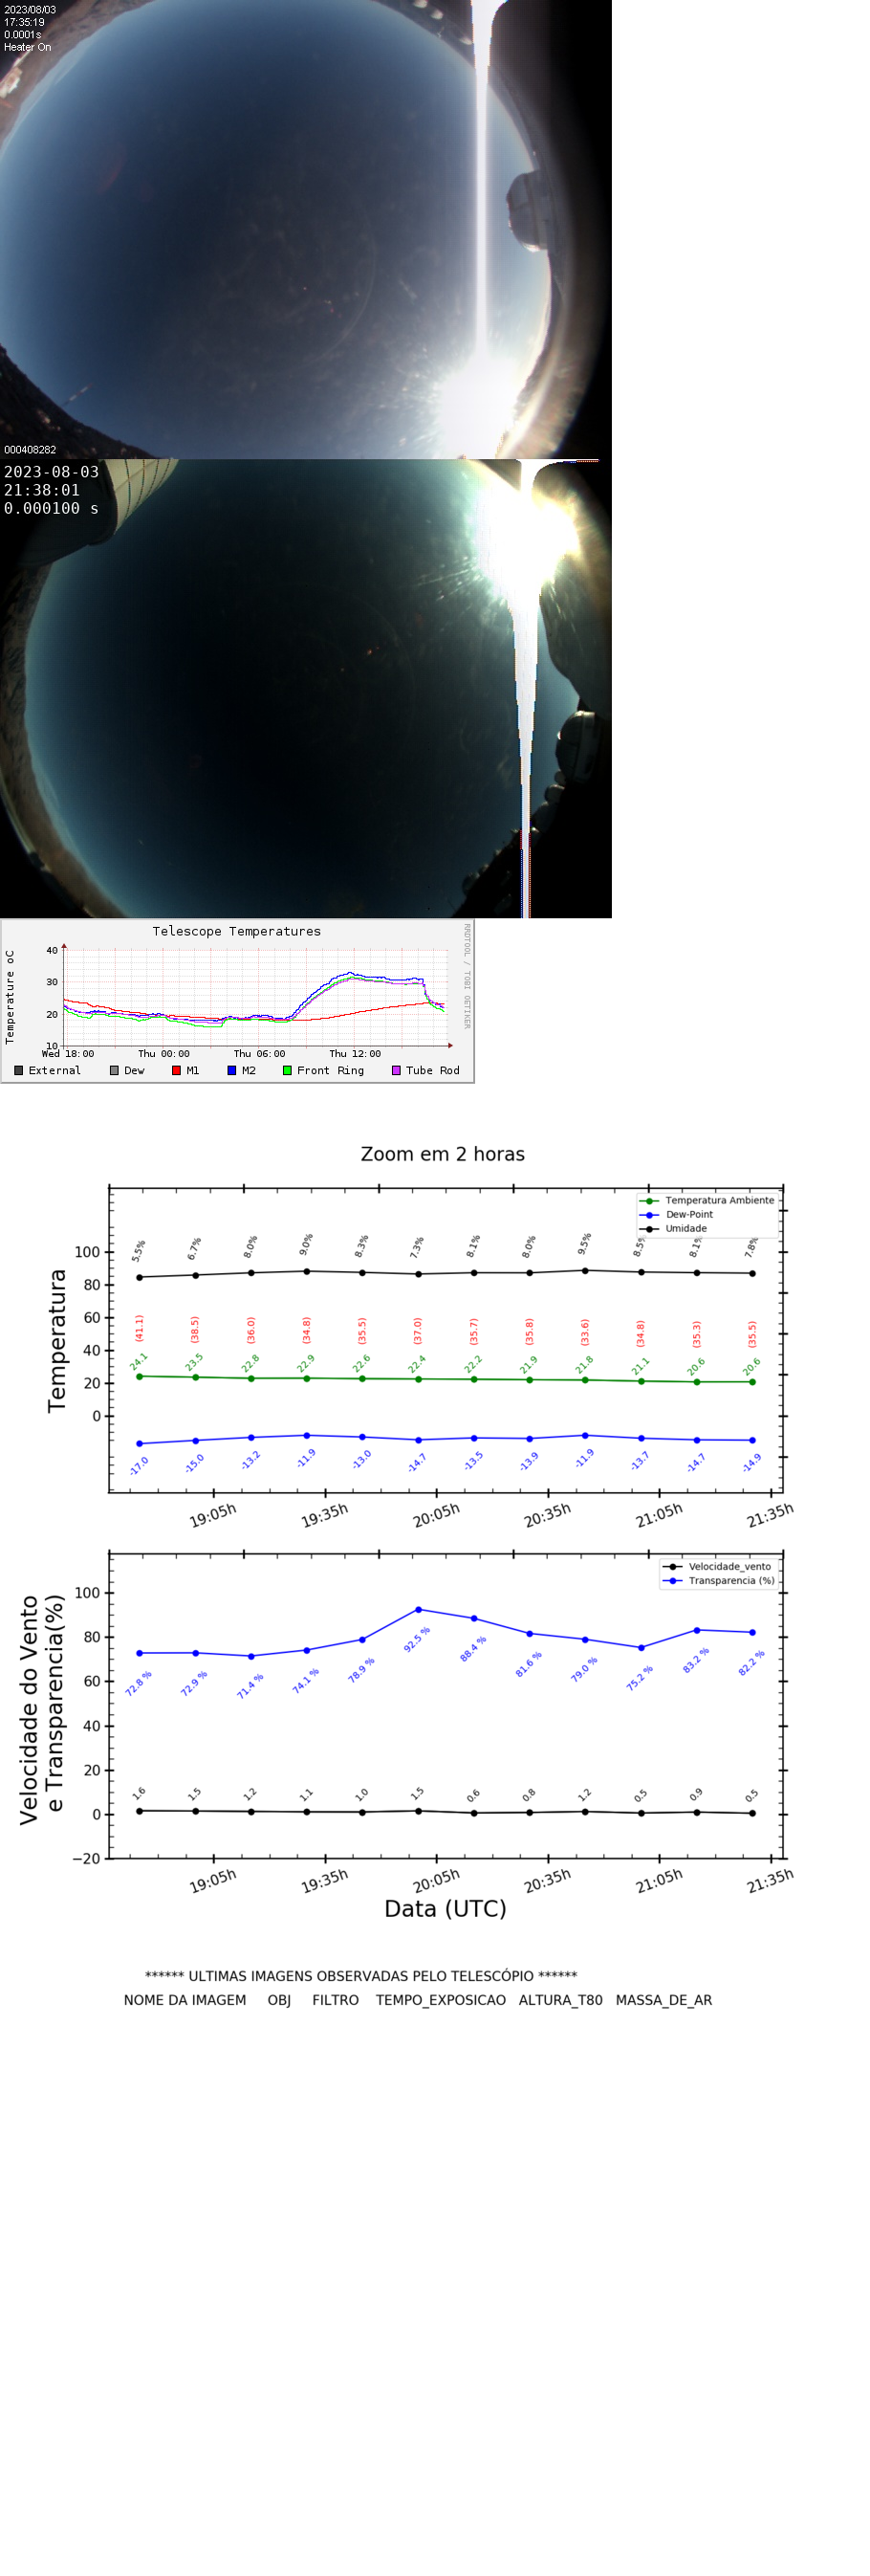 2023/08/03
17:35:19
0.0001s
Heater On
000408282
2023-08-03
21:38:01
0.000100 s
Telescope Temperatures
RRDTOOL / TOBI OETIKER
Temperature oC
40
30
20
10
Wed 18:00 Thu 00:00 Thu 06:00 Thu 12:00
External Dew M1 M2 Front Ring Tube Rod
Zoom em 2 horas
Temperatura Ambiente
Dew-Point
Umidade
Temperatura
100
80
60
40
20
0
5.5% 6.7% 8.0% 9.0% 8.3% 7.3% 8.1% 8.0% 9.5% 8.5% 8.1% 7.8%
(41.1) (38.5) (36.0) (34.8) (35.5) (37.0) (35.7) (35.8) (33.6) (34.8) (35.3) (35.5)
24.1 23.5 22.8 22.9 22.6 22.4 22.2 21.9 21.8 21.1 20.6 20.6
-17.0 -15.0 -13.2 -11.9 -13.0 -14.7 -13.5 -13.9 -11.9 -13.7 -14.7 -14.9
19:05h 19:35h 20:05h 20:35h 21:05h 21:35h
Velocidade_vento
Transparencia (%)
Velocidade do Vento
e Transparencia(%)
100
80
60
40
20
0
−20
72.8 % 72.9 % 71.4 % 74.1 % 78.9 % 92.5 % 88.4 % 81.6 % 79.0 % 75.2 % 83.2 % 82.2 %
1.6 1.5 1.2 1.1 1.0 1.5 0.6 0.8 1.2 0.5 0.9 0.5
19:05h 19:35h 20:05h 20:35h 21:05h 21:35h
Data (UTC)
****** ULTIMAS IMAGENS OBSERVADAS PELO TELESCÓPIO ******
NOME DA IMAGEM OBJ FILTRO TEMPO_EXPOSICAO ALTURA_T80 MASSA_DE_AR